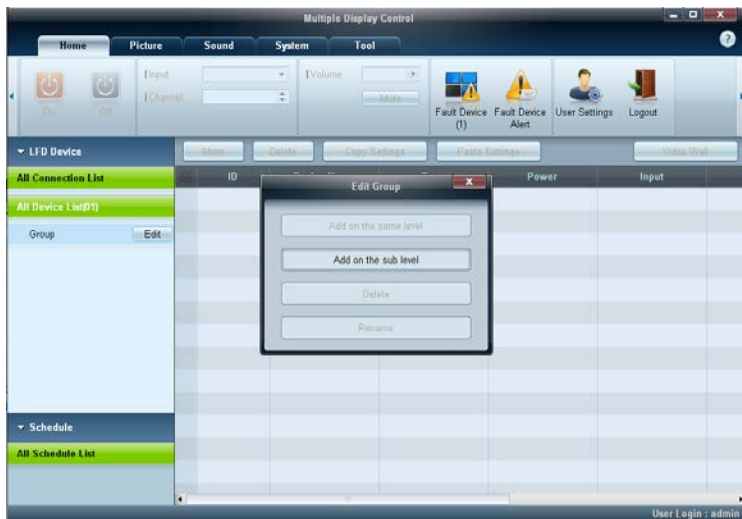 Multiple Display Control
Home Picture Sound System Tool
On Off
Input
Channel
Volume
Mute
Fault Device (1)
Fault Device Alert
User Settings
Logout
LFD Device
Move Delete Copy Settings Paste Settings Video Wall
All Connection List
ID Power Input
All Device List(01)
Group Edit
Edit Group
Add on the same level
Add on the sub level
Delete
Rename
Schedule
All Schedule List
User Login : admin